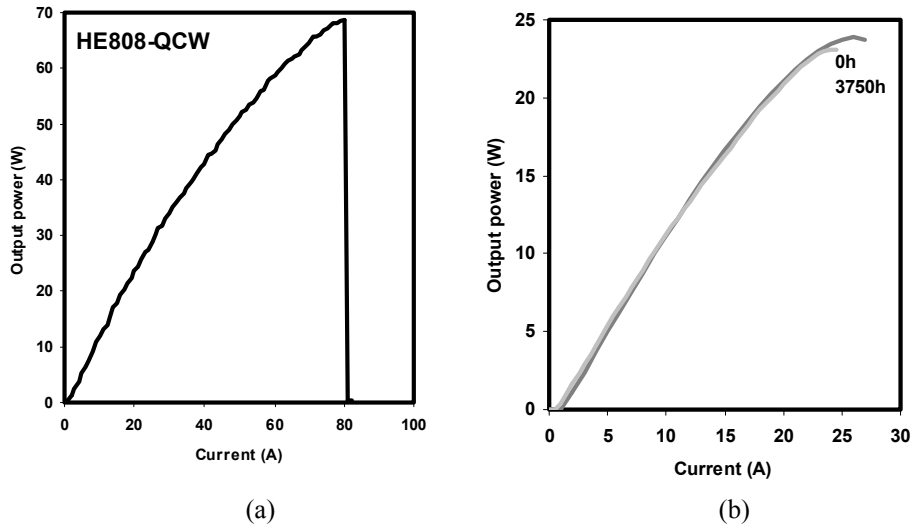 HE808-QCW
70
60
50
40
30
20
10
0
Output power (W)
0 20 40 60 80 100
Current (A)
(a)
25
20
15
10
5
0
Output power (W)
0h
3750h
0 5 10 15 20 25 30
Current (A)
(b)